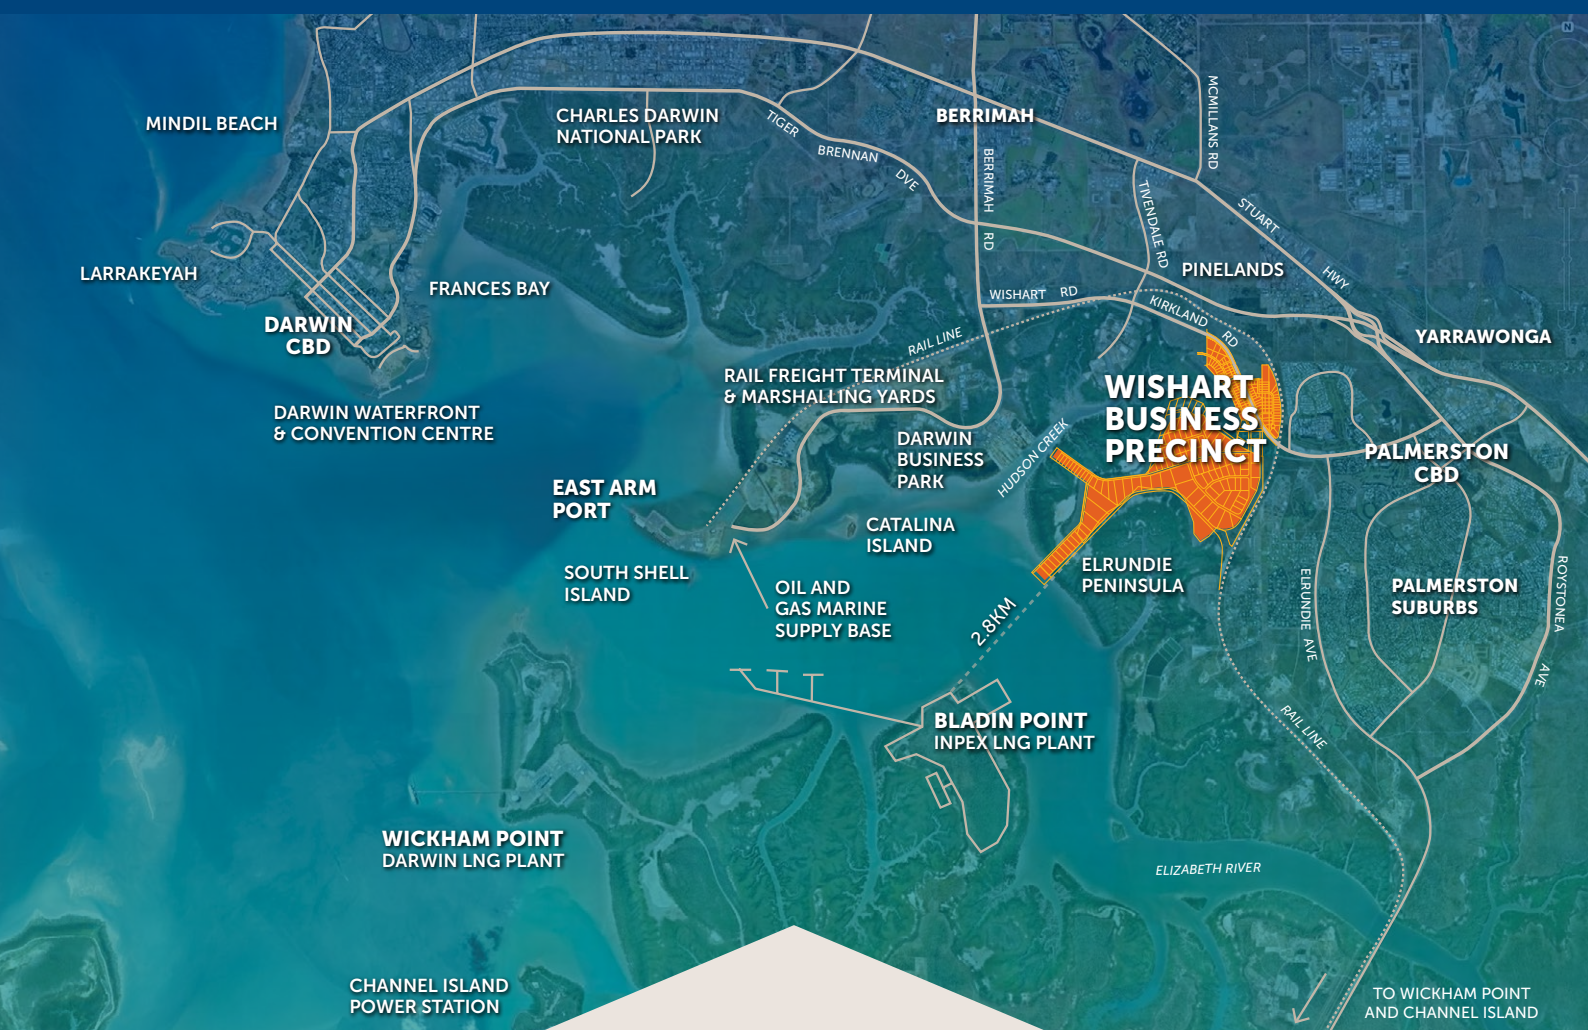 N
MINDIL BEACH
CHARLES DARWIN
NATIONAL PARK
TIGER
BRENNAN
DVE
BERRIMAH
BERRIMAH
RD
MCMILLANS RD
TIVENDALE RD
STUART
HWY
PINELANDS
LARRAKEYAH
FRANCES BAY
WISHART RD
KIRKLAND
RD
DARWIN
CBD
RAIL LINE
YARRAWONGA
RAIL FREIGHT TERMINAL
& MARSHALLING YARDS
WISHART
BUSINESS
PRECINCT
DARWIN WATERFRONT
& CONVENTION CENTRE
DARWIN
BUSINESS
PARK
HUDSON CREEK
PALMERSTON
CBD
EAST ARM
PORT
CATALINA
ISLAND
SOUTH SHELL
ISLAND
OIL AND
GAS MARINE
SUPPLY BASE
ELRUNDIE
PENINSULA
2.8KM
ELRUNDIE
AVE
PALMERSTON
SUBURBS
ROYSTONEA
AVE
BLADIN POINT
INPEX LNG PLANT
RAIL LINE
WICKHAM POINT
DARWIN LNG PLANT
ELIZABETH RIVER
CHANNEL ISLAND
POWER STATION
TO WICKHAM POINT
AND CHANNEL ISLAND